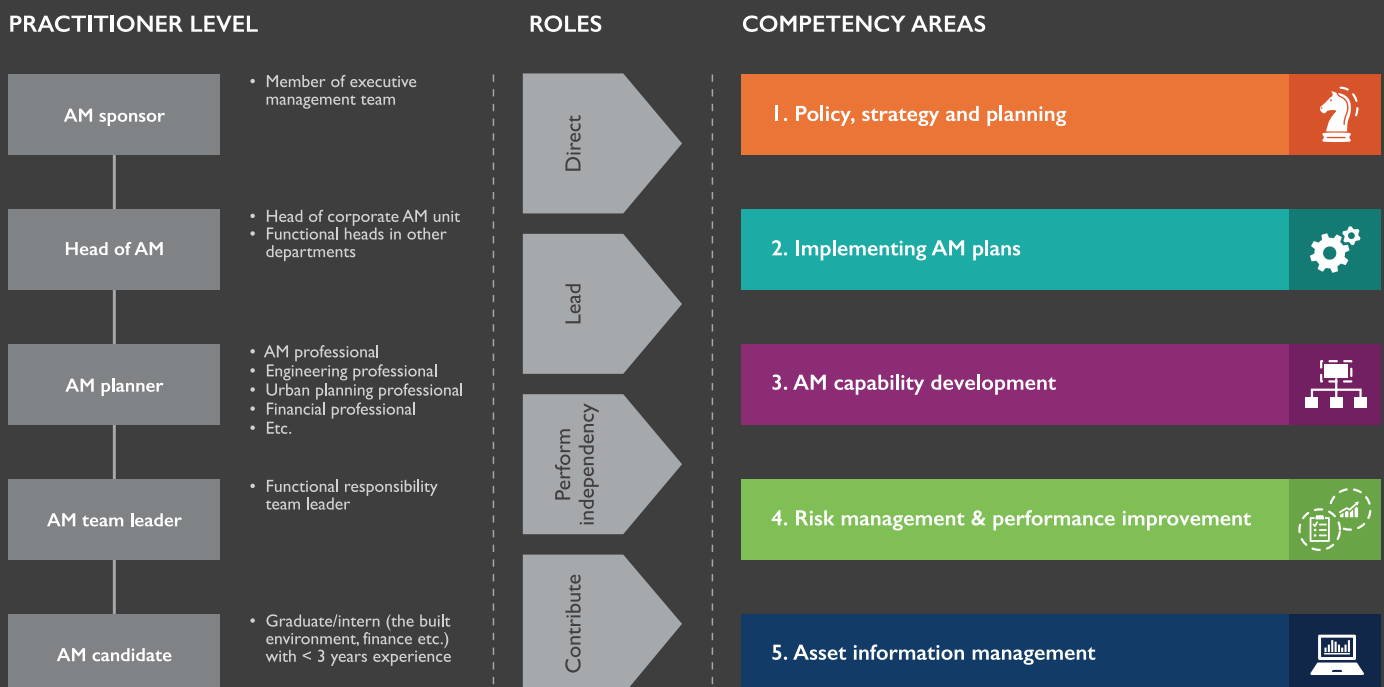 PRACTITIONER LEVEL
ROLES
COMPETENCY AREAS
AM sponsor
• Member of executive
management team
Direct
1. Policy, strategy and planning
Head of AM
• Head of corporate AM unit
• Functional heads in other
departments
Lead
2. Implementing AM plans
AM planner
• AM professional
• Engineering professional
• Urban planning professional
• Financial professional
• Etc.
Perform
independency
3. AM capability development
AM team leader
• Functional responsibility
team leader
4. Risk management & performance improvement
AM candidate
• Graduate/intern (the built
environment, finance etc.)
with < 3 years experience
Contribute
5. Asset information management